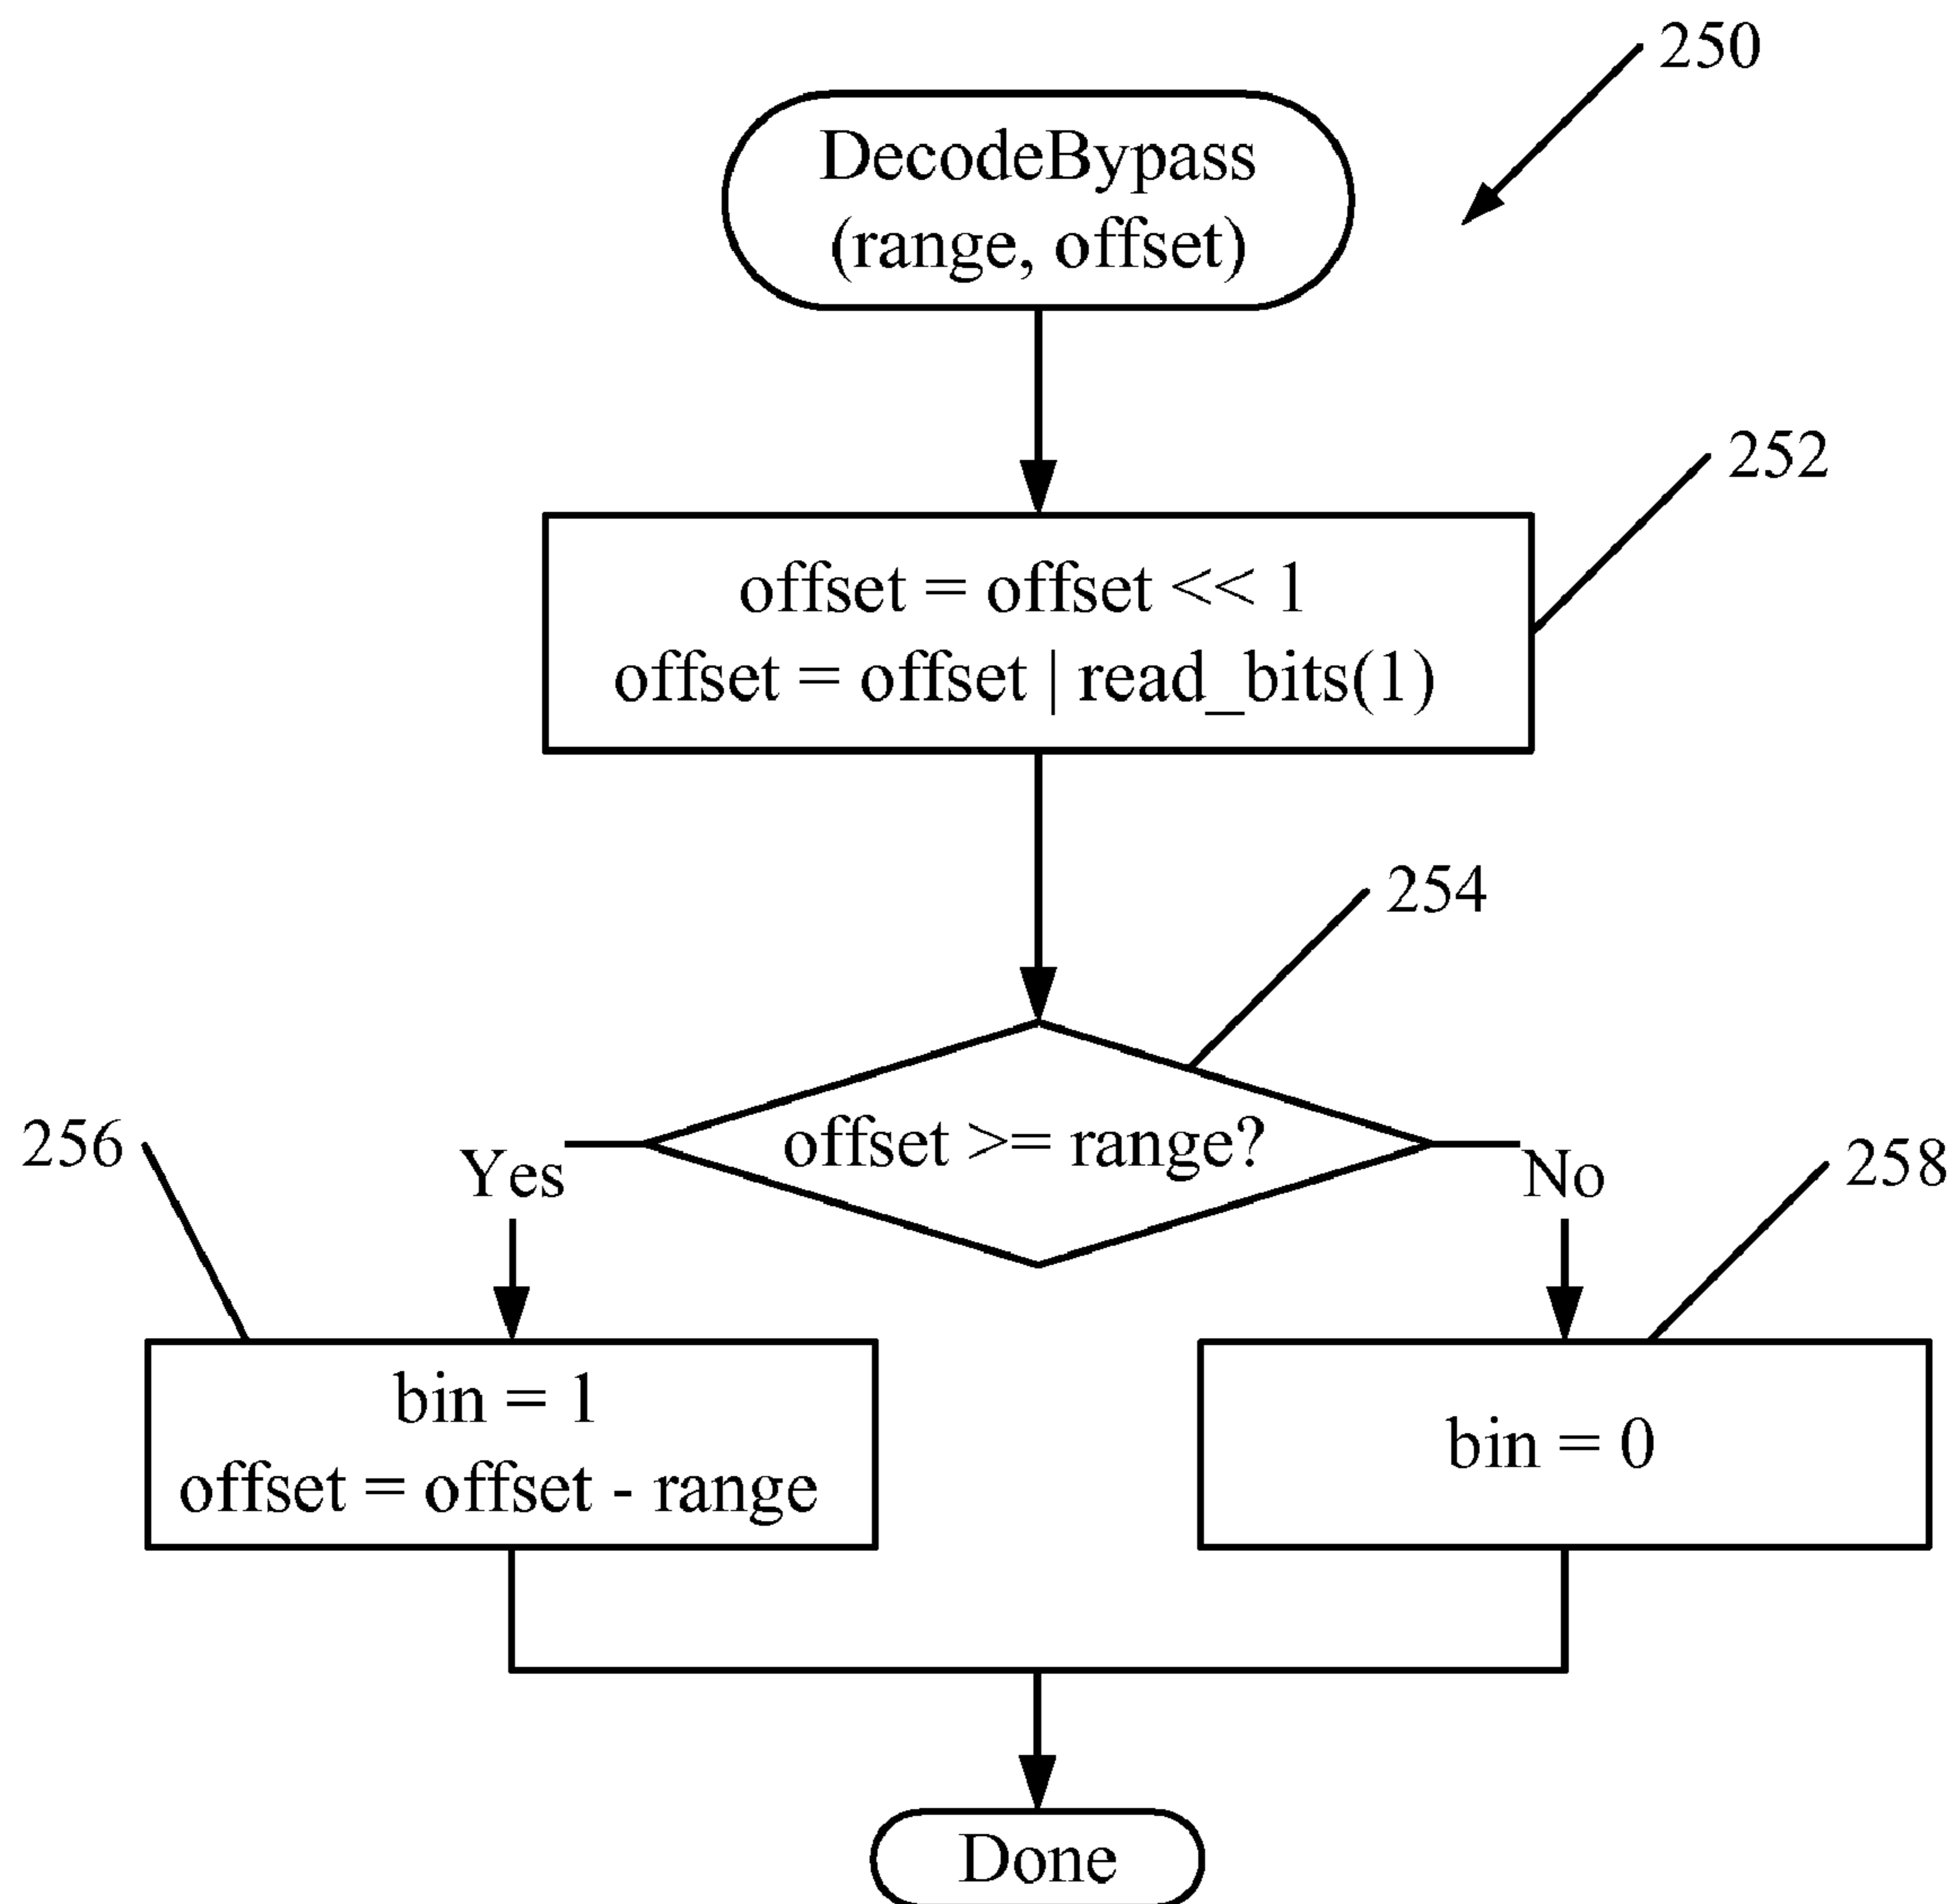 250
DecodeBypass
(range, offset)
252
offset = offset << 1
offset = offset | read_bits(1)
254
offset >= range?
256
Yes
No
258
bin = 1
offset = offset - range
bin = 0
Done